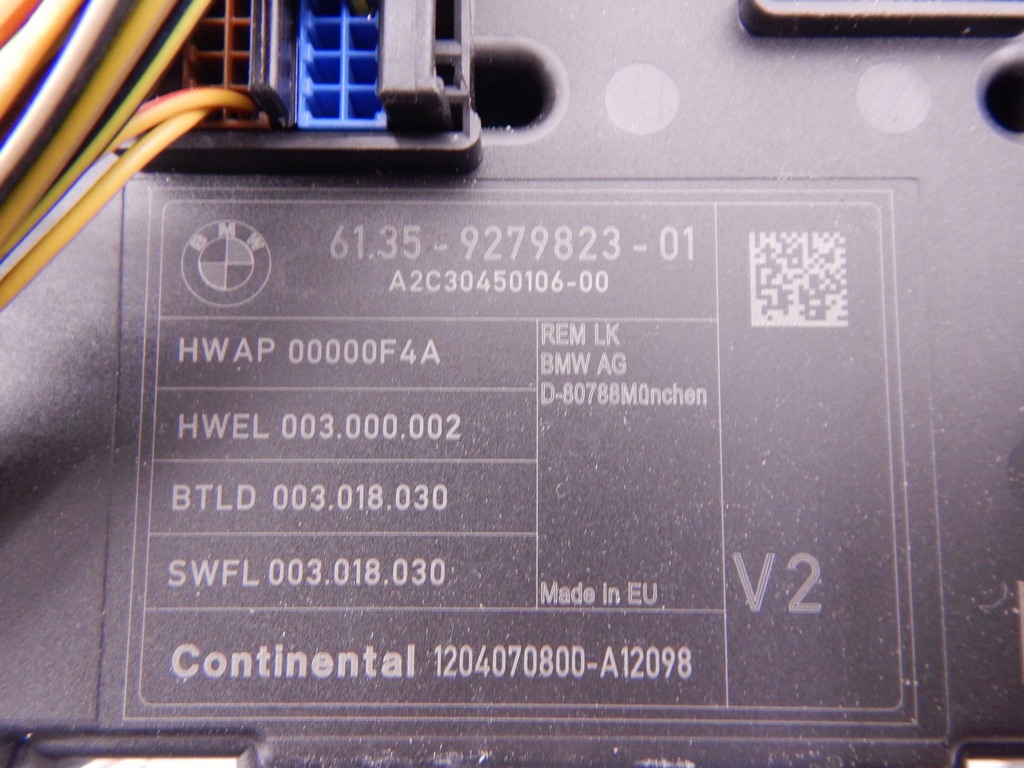 BMW
61.35 - 9279823 - 01
A2C30450106-00
HWAP 00000F4A
HWEL 003.000.002
BTLD 003.018.030
SWFL 003.018.030
REM LK
BMW AG
D-80788München
Made in EU
V2
Continental 1204070800-A12098